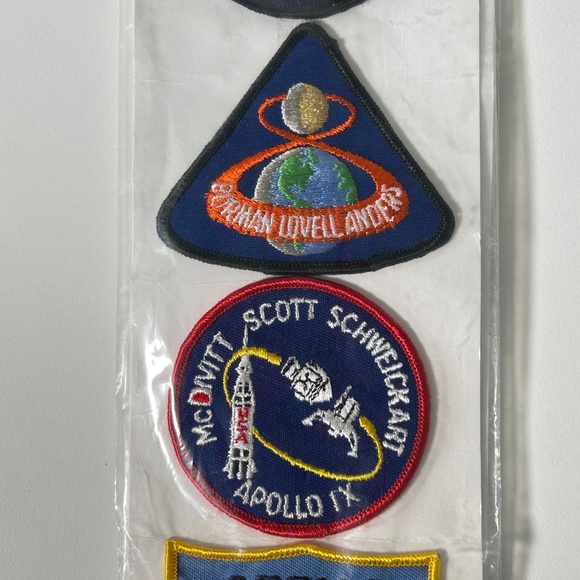 BORMAN LOVELL ANDERS
McDIVITT SCOTT SCHWEICKART
USA
APOLLO IX